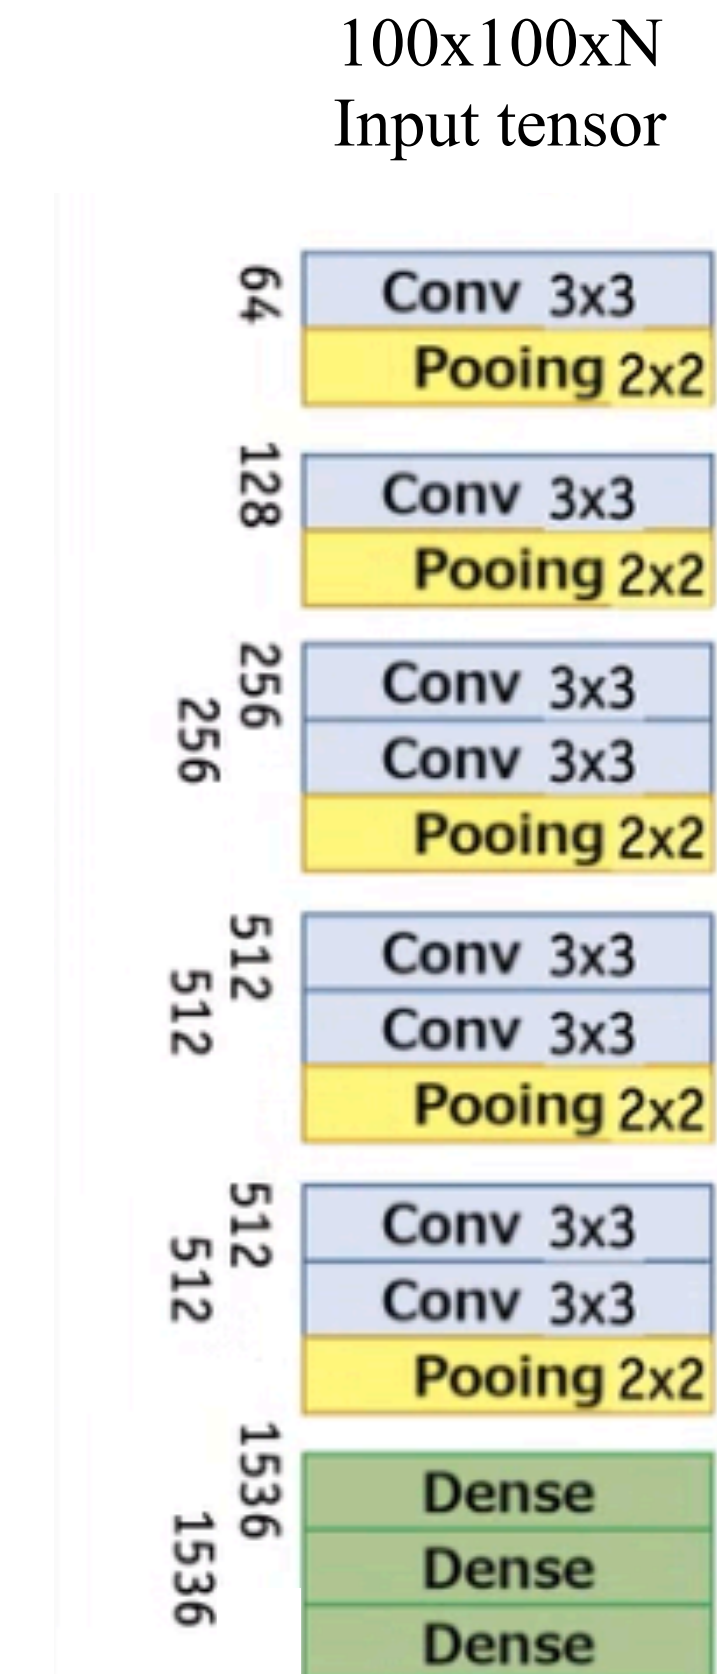 100x100xN
Input tensor
64
Conv 3x3
Pooing 2x2
128
Conv 3x3
Pooing 2x2
256
Conv 3x3
256
Conv 3x3
Pooing 2x2
512
Conv 3x3
512
Conv 3x3
Pooing 2x2
512
Conv 3x3
512
Conv 3x3
Pooing 2x2
1536
Dense
1536
Dense
Dense